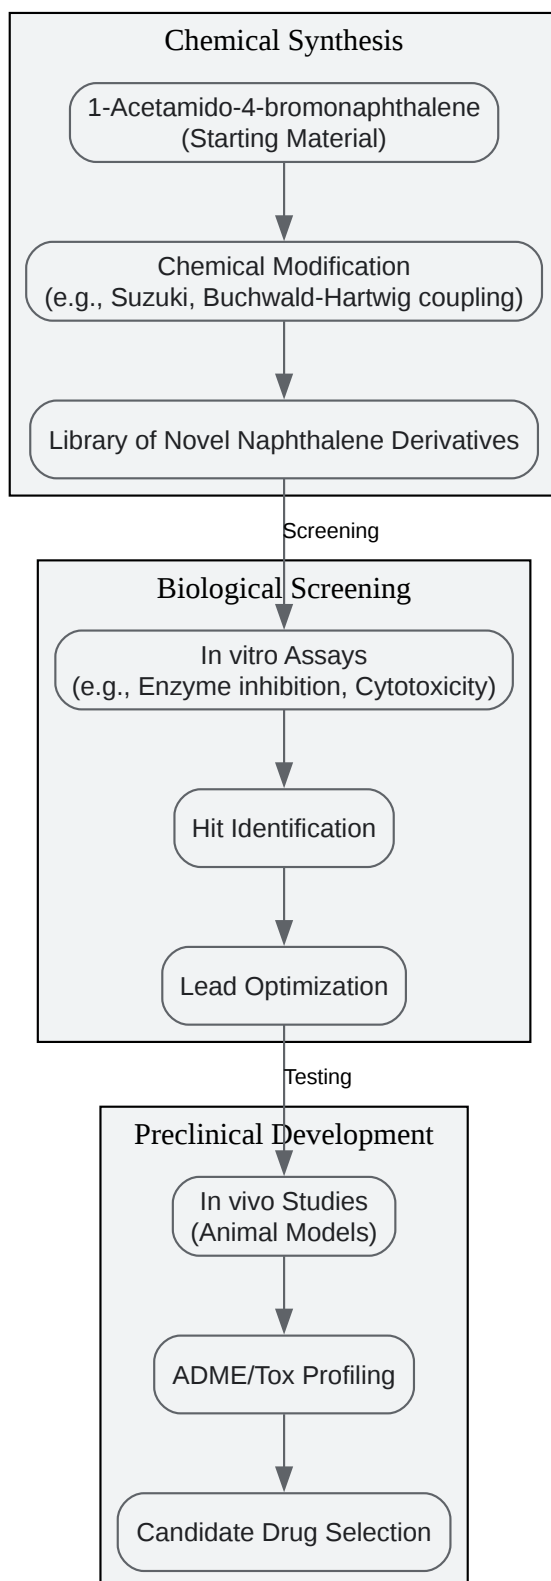 Chemical Synthesis
1-Acetamido-4-bromonaphthalene
(Starting Material)
Chemical Modification
(e.g., Suzuki, Buchwald-Hartwig coupling)
Library of Novel Naphthalene Derivatives
Screening
Biological Screening
In vitro Assays
(e.g., Enzyme inhibition, Cytotoxicity)
Hit Identification
Lead Optimization
Testing
Preclinical Development
In vivo Studies
(Animal Models)
ADME/Tox Profiling
Candidate Drug Selection